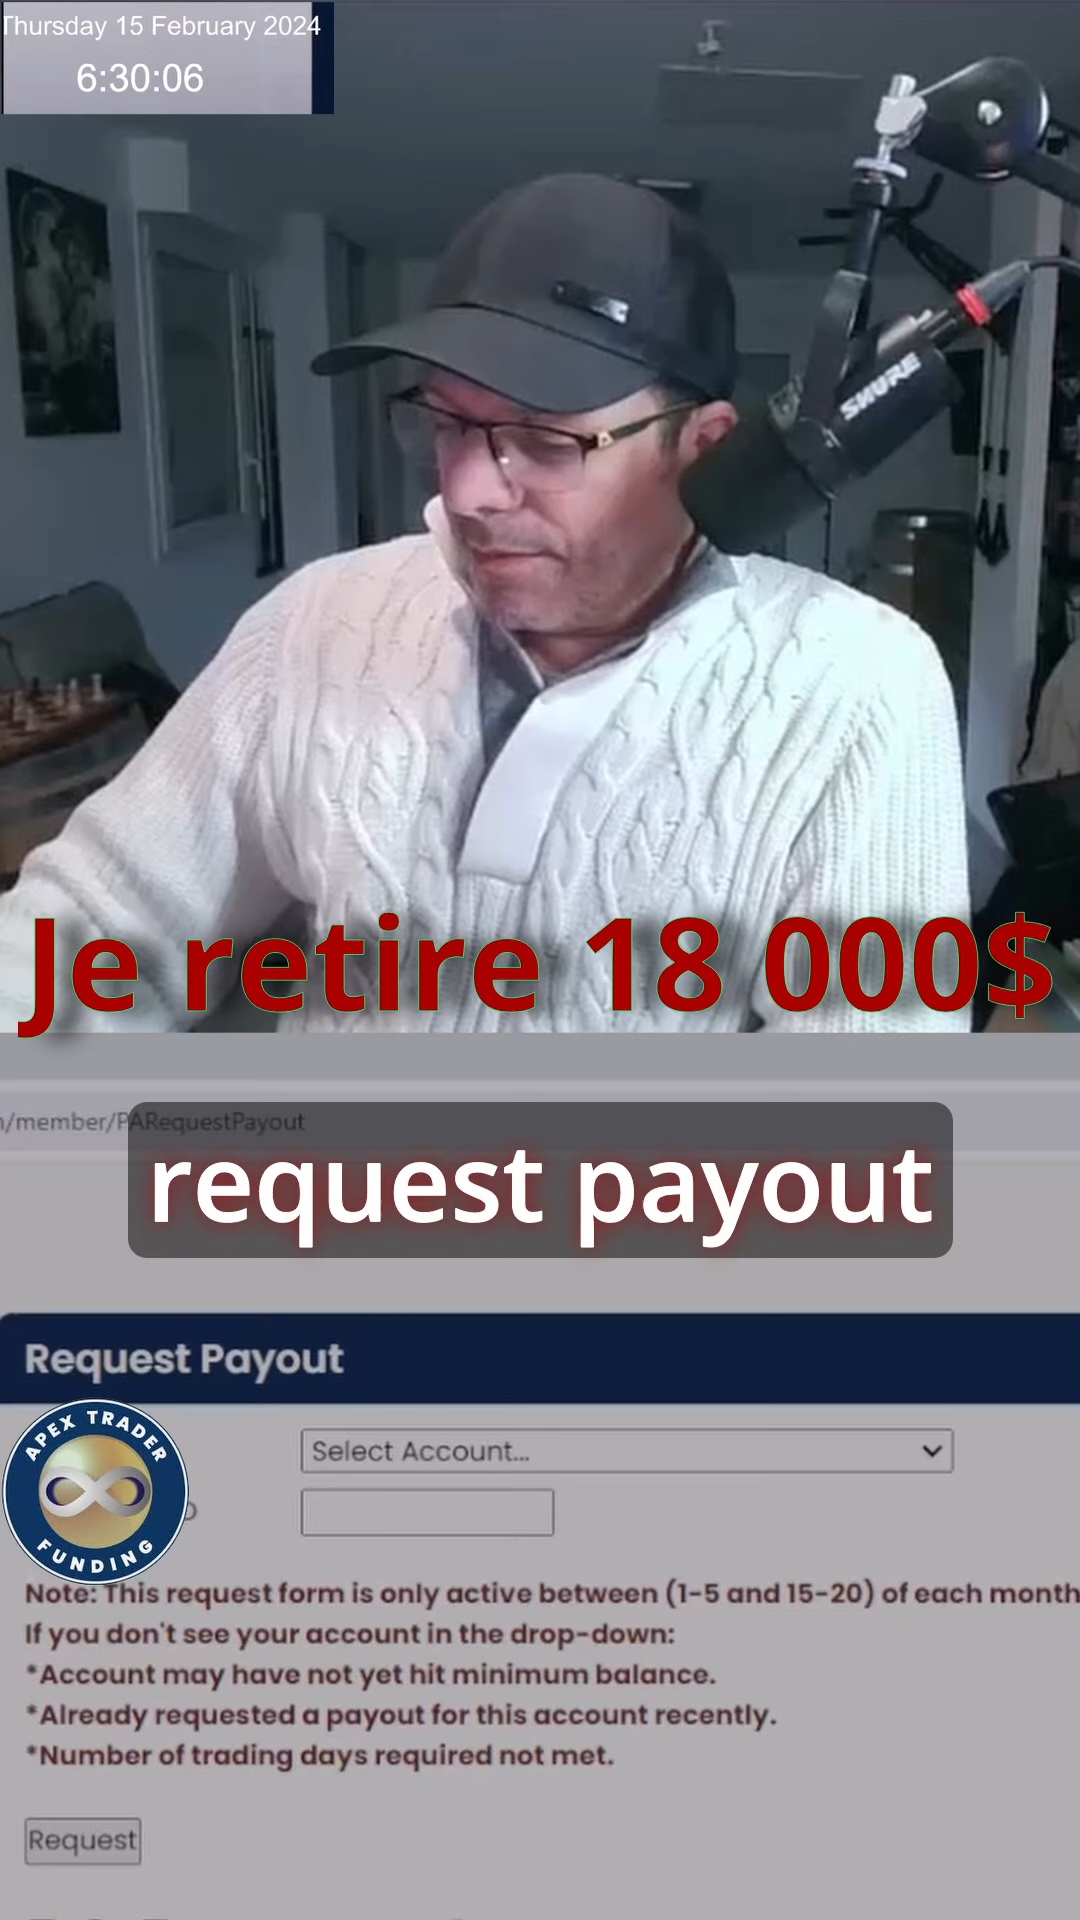 Thursday 15 February 2024
6:30:06
SHURE
Je retire 18 000$
/member/PARequestPayout
request payout
Request Payout
APEX TRADER
FUNDING
Select Account...
Note: This request form is only active between (1-5 and 15-20) of each month
If you don't see your account in the drop-down:
*Account may have not yet hit minimum balance.
*Already requested a payout for this account recently.
*Number of trading days required not met.
Request